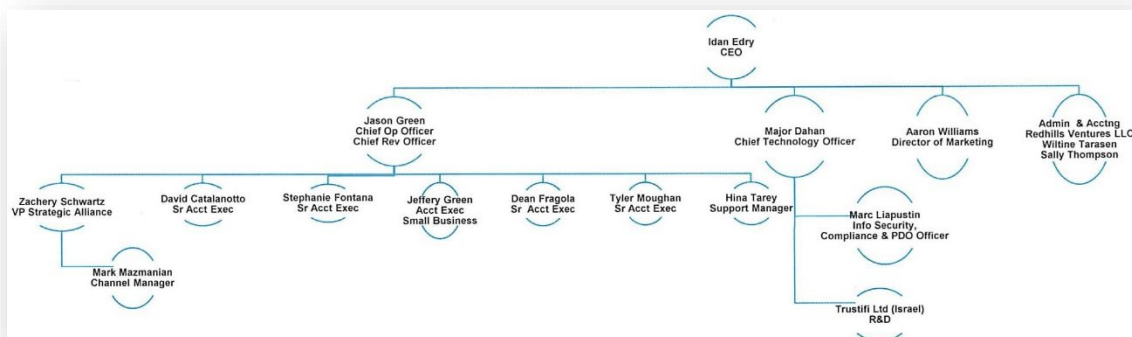 Idan Edry
CEO
Jason Green
Chief Op Officer
Chief Rev Officer
Major Dahan
Chief Technology Officer
Aaron Williams
Director of Marketing
Admin & Acctng
Redhills Ventures LLC
Wiltine Tarasen
Sally Thompson
Zachery Schwartz
VP Strategic Alliance
David Catalanotto
Sr Acct Exec
Stephanie Fontana
Sr Acct Exec
Jeffery Green
Acct Exec
Small Business
Dean Fragola
Sr Acct Exec
Tyler Moughan
Sr Acct Exec
Hina Tarey
Support Manager
Marc Liapustin
Info Security,
Compliance & PDO Officer
Mark Mazmanian
Channel Manager
Trustifi Ltd (Israel)
R&D